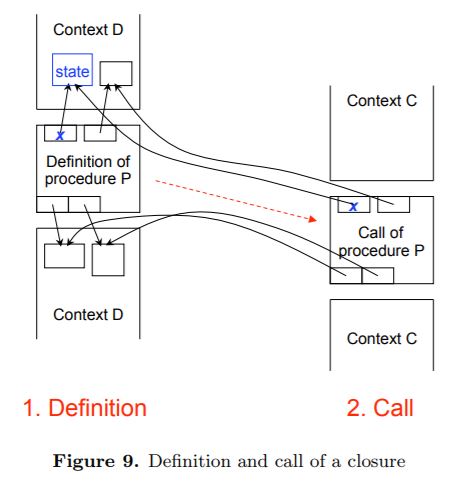 Context D
state
x
Definition of
procedure P
Context D
Context C
x
Call of
procedure P
Context C
1. Definition
2. Call
Figure 9. Definition and call of a closure